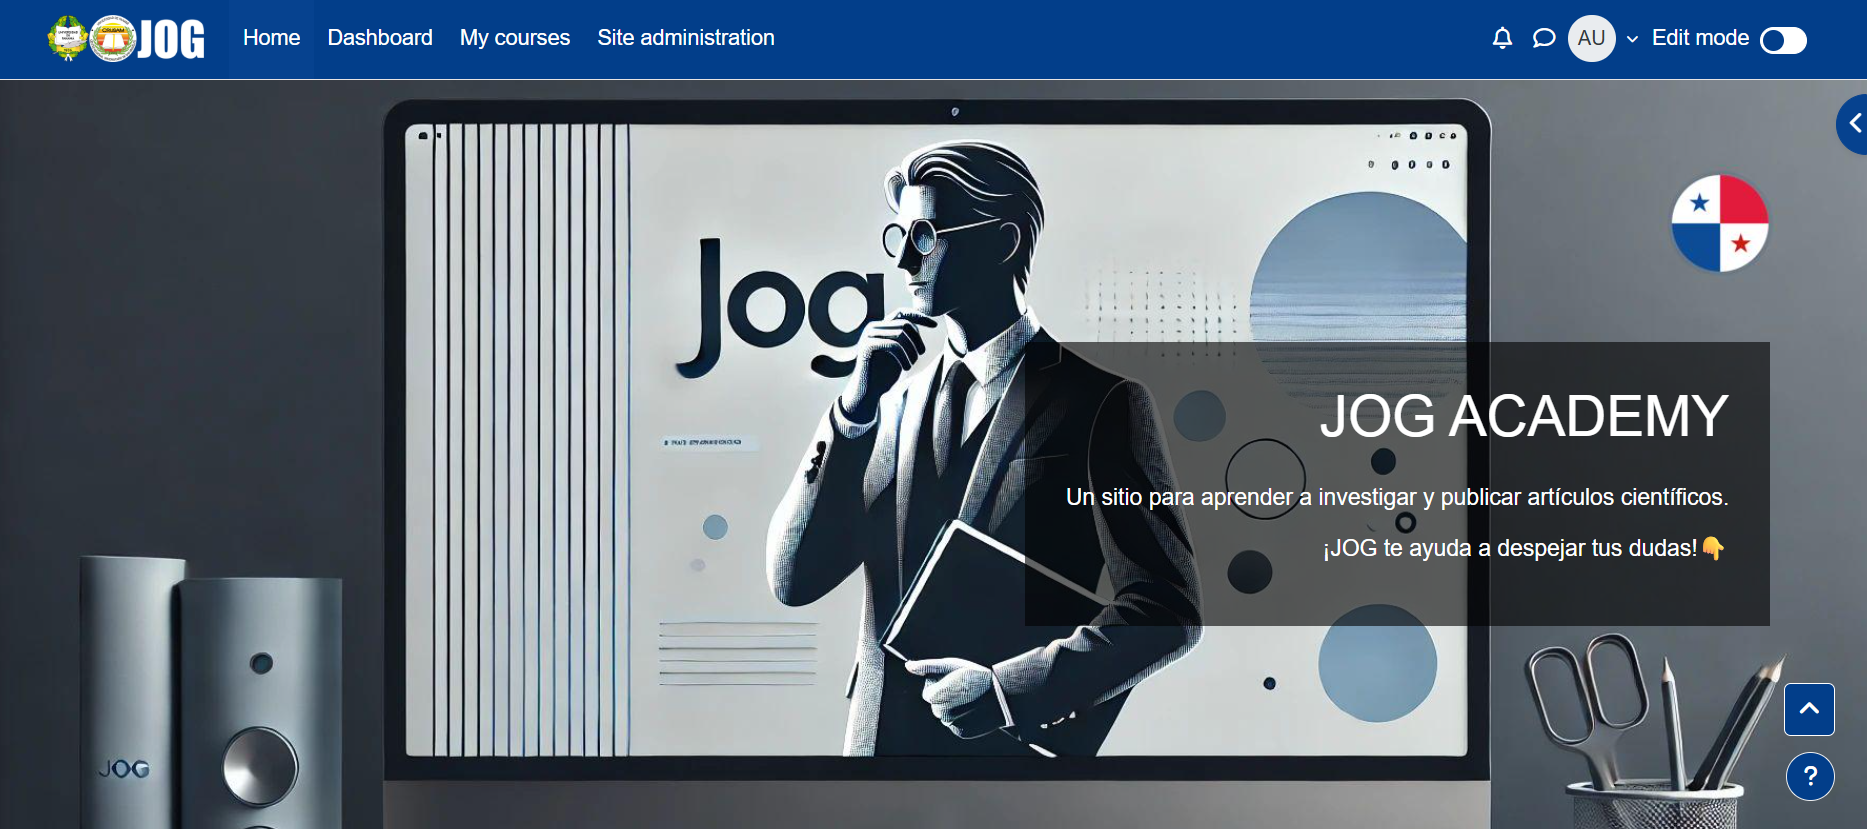 JOG
Home
Dashboard
My courses
Site administration
AU
Edit mode
Jog
JOG ACADEMY
Un sitio para aprender a investigar y publicar artículos científicos.
¡JOG te ayuda a despejar tus dudas!👇
JOG
?